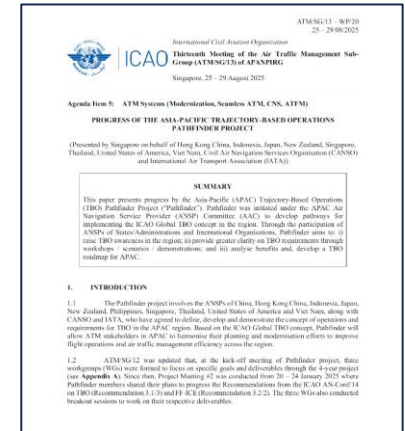 ATM/SG/13 – WP/20
25 – 29/08/2025
International Civil Aviation Organization
ICAO
Thirteenth Meeting of the Air Traffic Management Sub-
Group (ATM/SG/13) of APANPIRG
Singapore, 25 – 29 August 2025
Agenda Item 5: ATM Systems (Modernization, Seamless ATM, CNS, ATFM)
PROGRESS OF THE ASIA-PACIFIC TRAJECTORY-BASED OPERATIONS
PATHFINDER PROJECT
(Presented by Singapore on behalf of Hong Kong China, Indonesia, Japan, New Zealand, Singapore,
Thailand, United States of America, Viet Nam, Civil Air Navigation Services Organisation (CANSO)
and International Air Transport Association (IATA))
SUMMARY
This paper presents progress by the Asia-Pacific (APAC) Trajectory-Based Operations
(TBO) Pathfinder Project ("Pathfinder"). Pathfinder was initiated under the APAC Air
Navigation Service Provider (ANSP) Committee (AAC) to develop pathways for
implementing the ICAO Global TBO concept in the region. Through the participation of
ANSPs of States/Administrations and International Organisations, Pathfinder aims to: i)
raise TBO awareness in the region; ii) provide greater clarity on TBO requirements through
workshops / scenarios / demonstrations; and iii) analyse benefits and, develop a TBO
roadmap for APAC.
1. INTRODUCTION
1.1 The Pathfinder project involves the ANSPs of China, Hong Kong China, Indonesia, Japan,
New Zealand, Philippines, Singapore, Thailand, United States of America and Viet Nam, along with
CANSO and IATA, who have agreed to define, develop and demonstrate the concept of operations and
requirements for TBO in the APAC region. Based on the ICAO Global TBO concept, Pathfinder will
allow ATM stakeholders in APAC to harmonise their planning and modernisation efforts to improve
flight operations and air traffic management efficiency across the region.
1.2 ATM/SG/12 was updated that, at the kick-off meeting of Pathfinder project, three
workgroups (WGs) were formed to focus on specific goals and deliverables through the 4-year project
(see Appendix A). Since then, Project Meeting #2 was conducted from 20 – 24 January 2025 where
Pathfinder members shared their plans to progress the Recommendations from the ICAO AN-Conf/14
on TBO (Recommendation 3.1/3) and FF-ICE (Recommendation 3.2/2). The three WGs also conducted
breakout sessions to work on their respective deliverables.